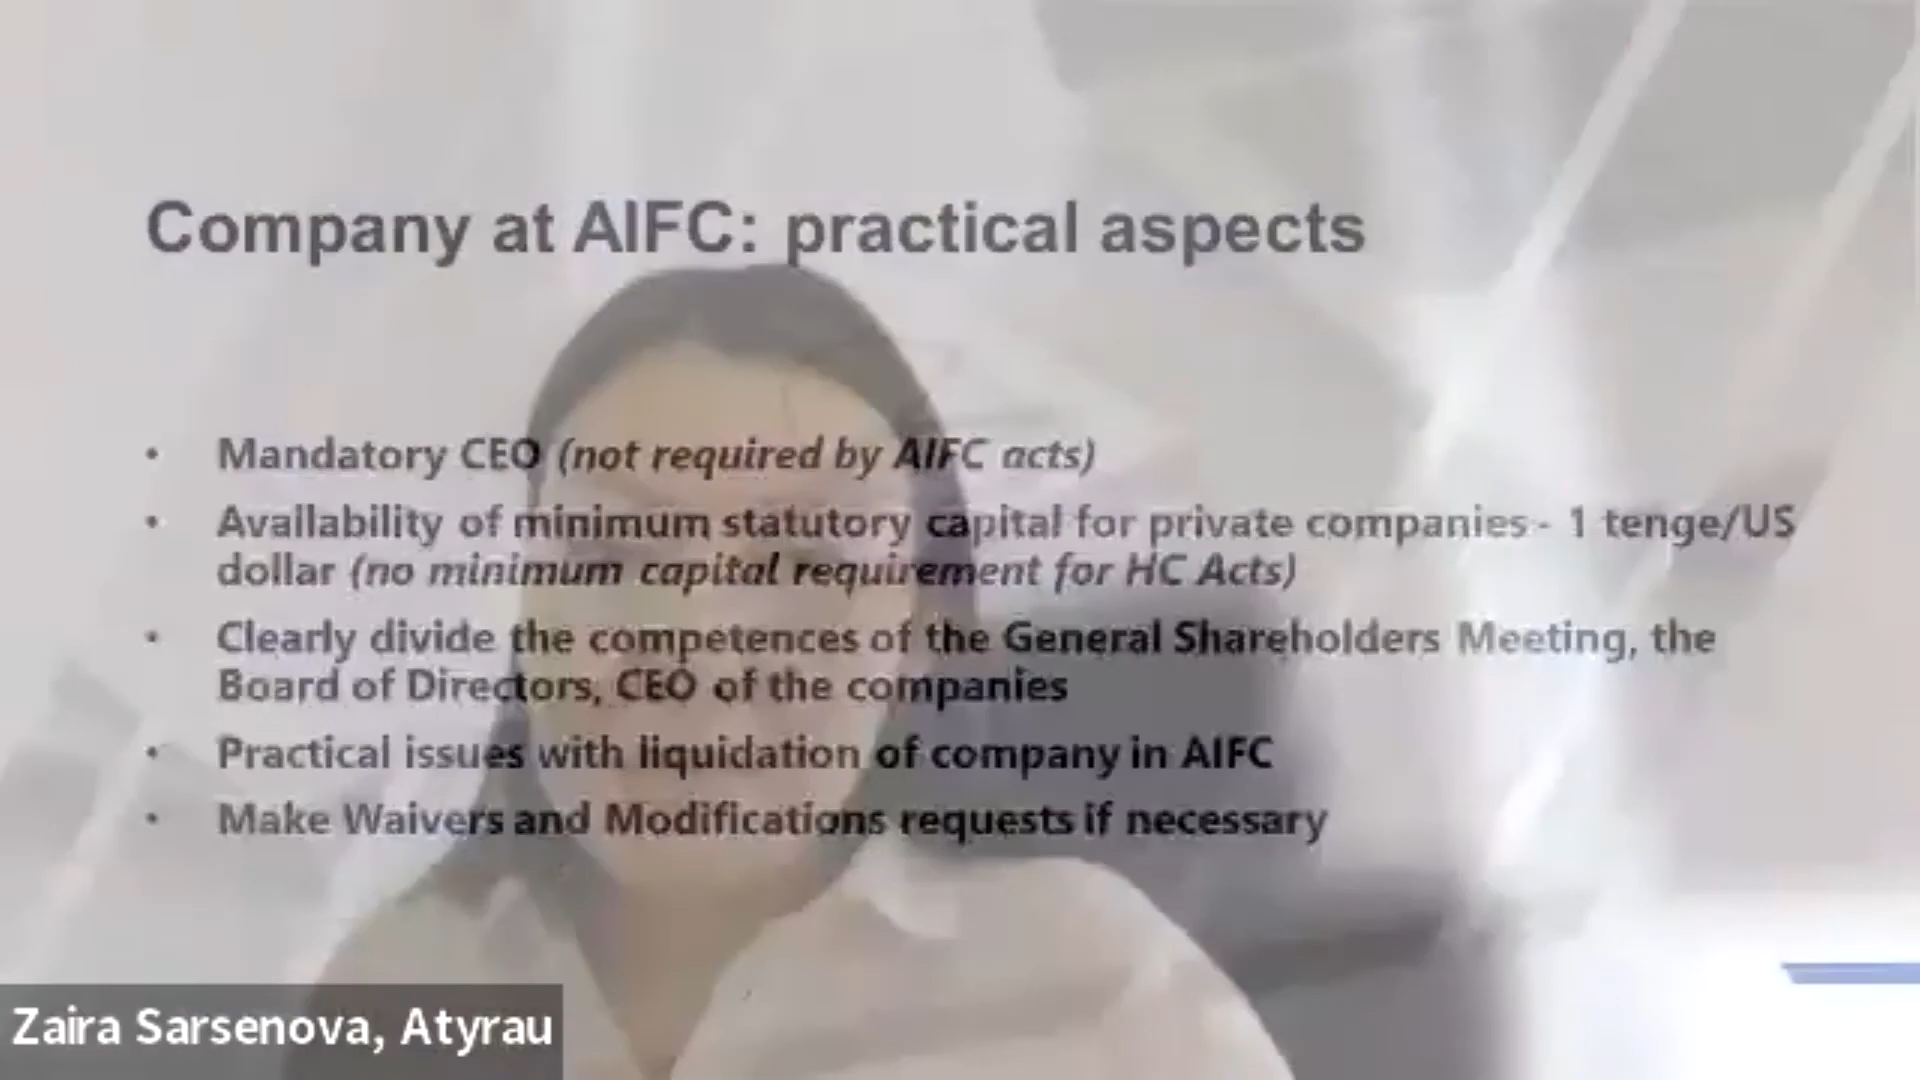 Company at AIFC: practical aspects
• Mandatory CEO (not required by AIFC acts)
• Availability of minimum statutory capital for private companies - 1 tenge/US
dollar (no minimum capital requirement for HC Acts)
• Clearly divide the competences of the General Shareholders Meeting, the
Board of Directors, CEO of the companies
• Practical issues with liquidation of company in AIFC
• Make Waivers and Modifications requests if necessary
Zaira Sarsenova, Atyrau